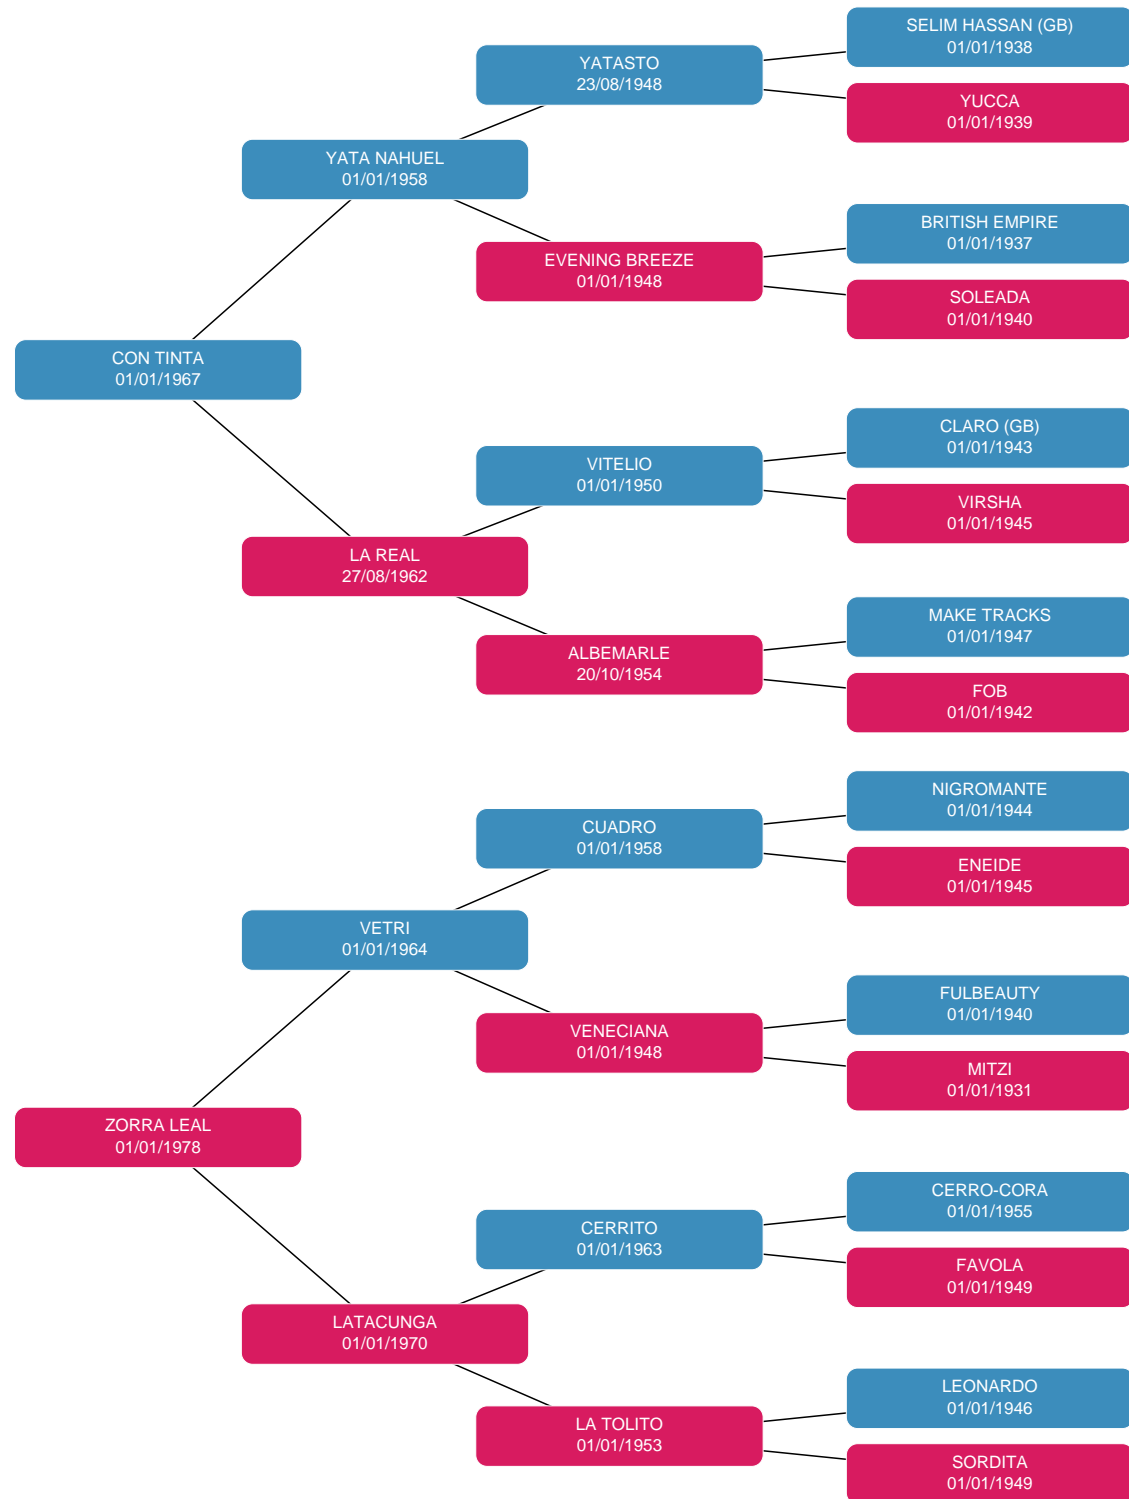 SELIM HASSAN (GB)
01/01/1938
YATASTO
23/08/1948
YUCCA
01/01/1939
YATA NAHUEL
01/01/1958
BRITISH EMPIRE
01/01/1937
EVENING BREEZE
01/01/1948
SOLEADA
01/01/1940
CON TINTA
01/01/1967
CLARO (GB)
01/01/1943
VITELIO
01/01/1950
VIRSHA
01/01/1945
LA REAL
27/08/1962
MAKE TRACKS
01/01/1947
ALBEMARLE
20/10/1954
FOB
01/01/1942
NIGROMANTE
01/01/1944
CUADRO
01/01/1958
ENEIDE
01/01/1945
VETRI
01/01/1964
FULBEAUTY
01/01/1940
VENECIANA
01/01/1948
MITZI
01/01/1931
ZORRA LEAL
01/01/1978
CERRO-CORA
01/01/1955
CERRITO
01/01/1963
FAVOLA
01/01/1949
LATACUNGA
01/01/1970
LEONARDO
01/01/1946
LA TOLITO
01/01/1953
SORDITA
01/01/1949